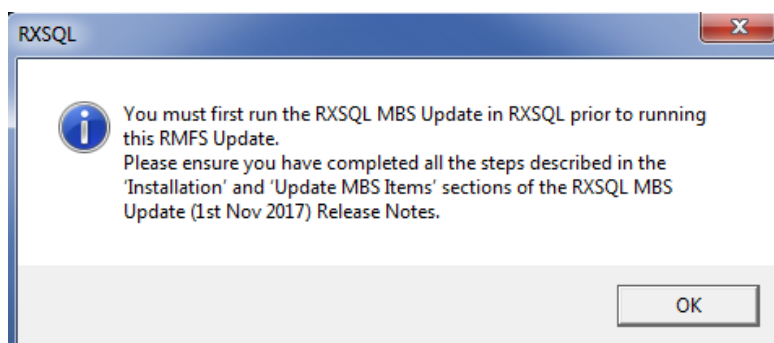 RXSQL
You must first run the RXSQL MBS Update in RXSQL prior to running
this RMFS Update.
Please ensure you have completed all the steps described in the
'Installation' and 'Update MBS Items' sections of the RXSQL MBS
Update (1st Nov 2017) Release Notes.
OK